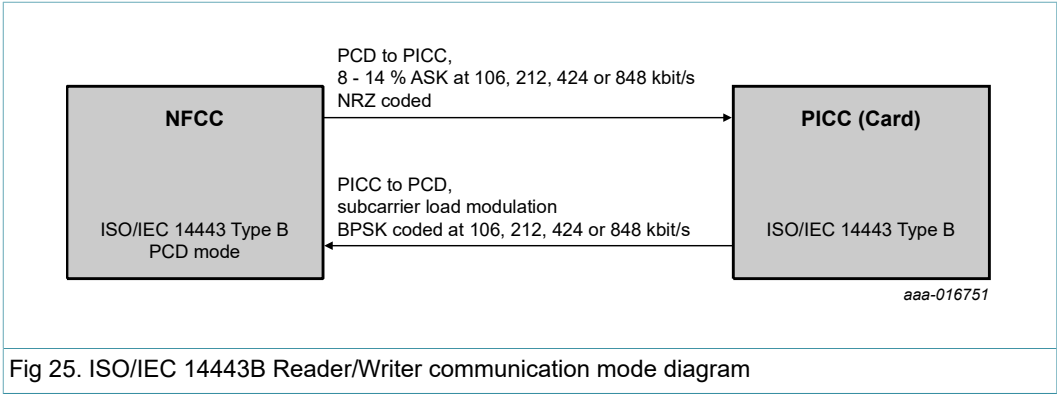 PCD to PICC,
8 - 14 % ASK at 106, 212, 424 or 848 kbit/s
NRZ coded
NFCC
PICC (Card)
PICC to PCD,
subcarrier load modulation
BPSK coded at 106, 212, 424 or 848 kbit/s
ISO/IEC 14443 Type B
PCD mode
ISO/IEC 14443 Type B
aaa-016751
Fig 25. ISO/IEC 14443B Reader/Writer communication mode diagram